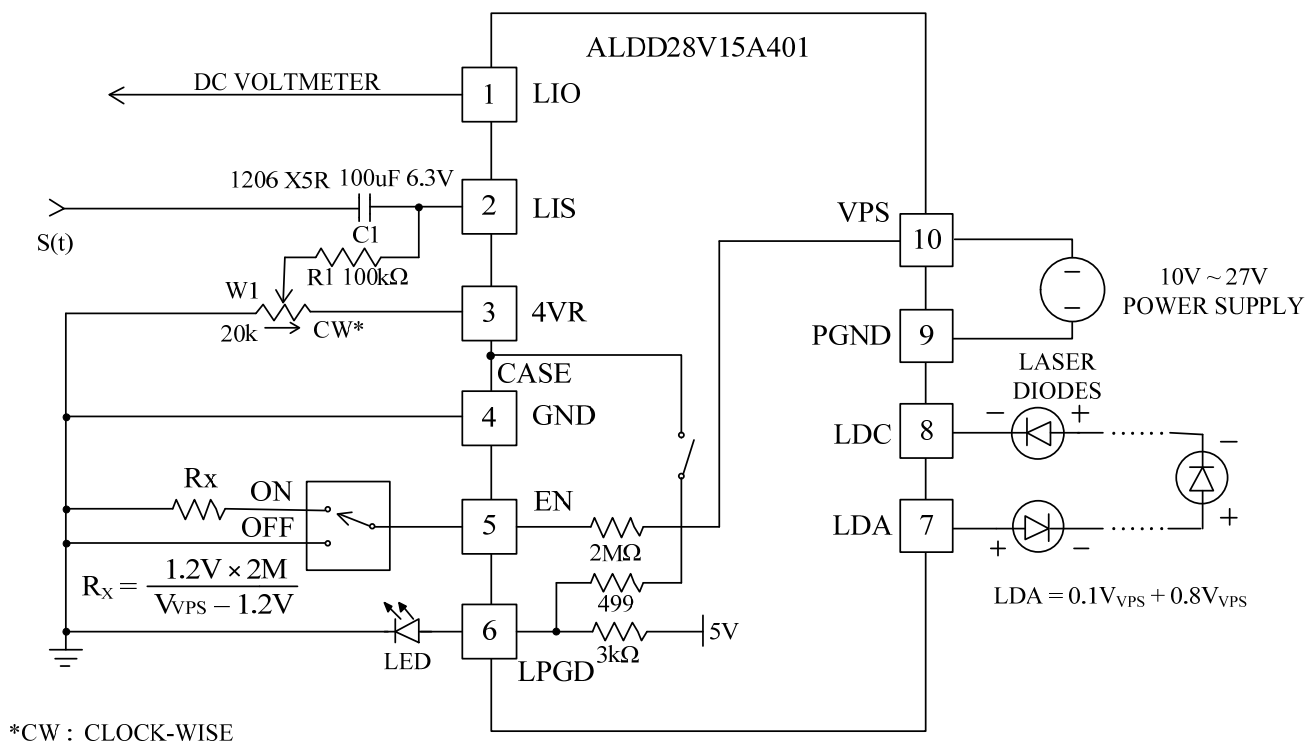 ALDD28V15A401
DC VOLTMETER
1
LIO
1206 X5R 100uF 6.3V
2
LIS
S(t)
C1
R1 100kΩ
W1
20k
CW*
3
4VR
CASE
4
GND
Rx
ON
OFF
5
EN
2MΩ
R_X = 1.2V × 2M / V_VPS − 1.2V
499
6
LPGD
LED
3kΩ
5V
VPS
10
10V ~ 27V
POWER SUPPLY
− −
PGND
9
LASER
DIODES
LDC
8
− +
......
−
+
LDA
7
+ −
......
LDA = 0.1V_VPS + 0.8V_VPS
*CW : CLOCK-WISE